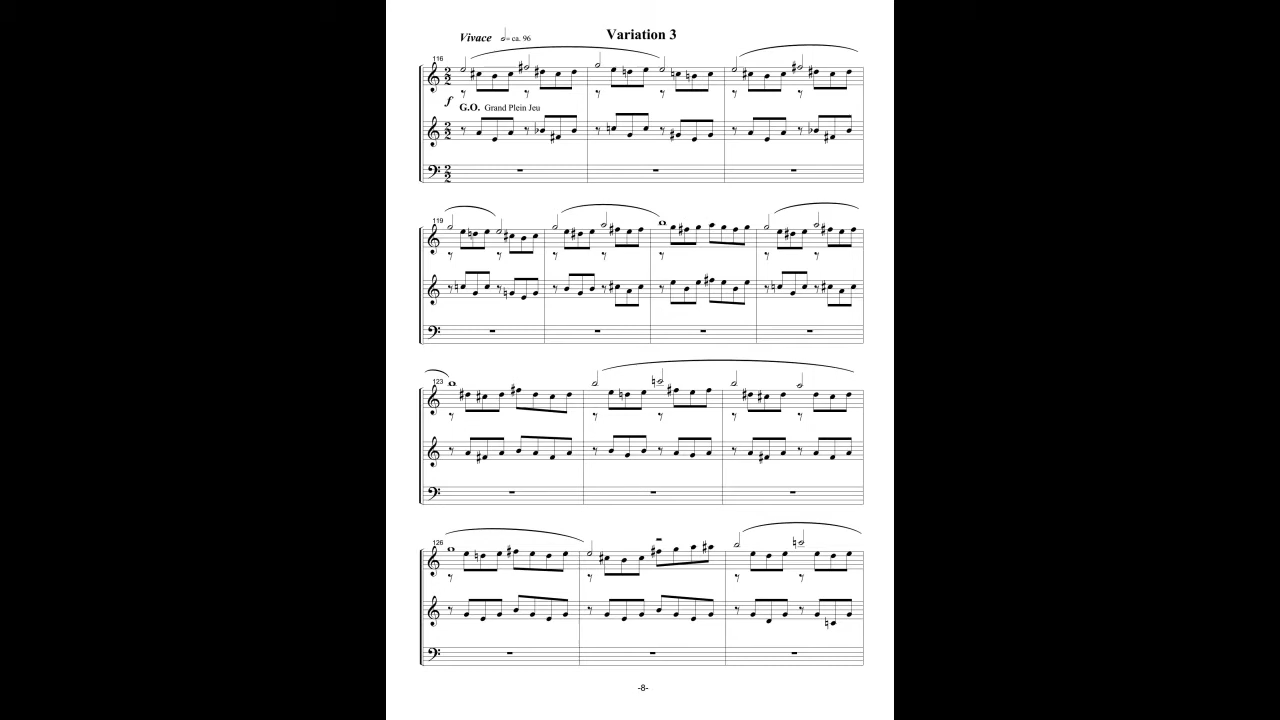 Variation 3
Vivace = ca. 96
116
f
G.O. Grand Plein Jeu
119
123
126
-8-